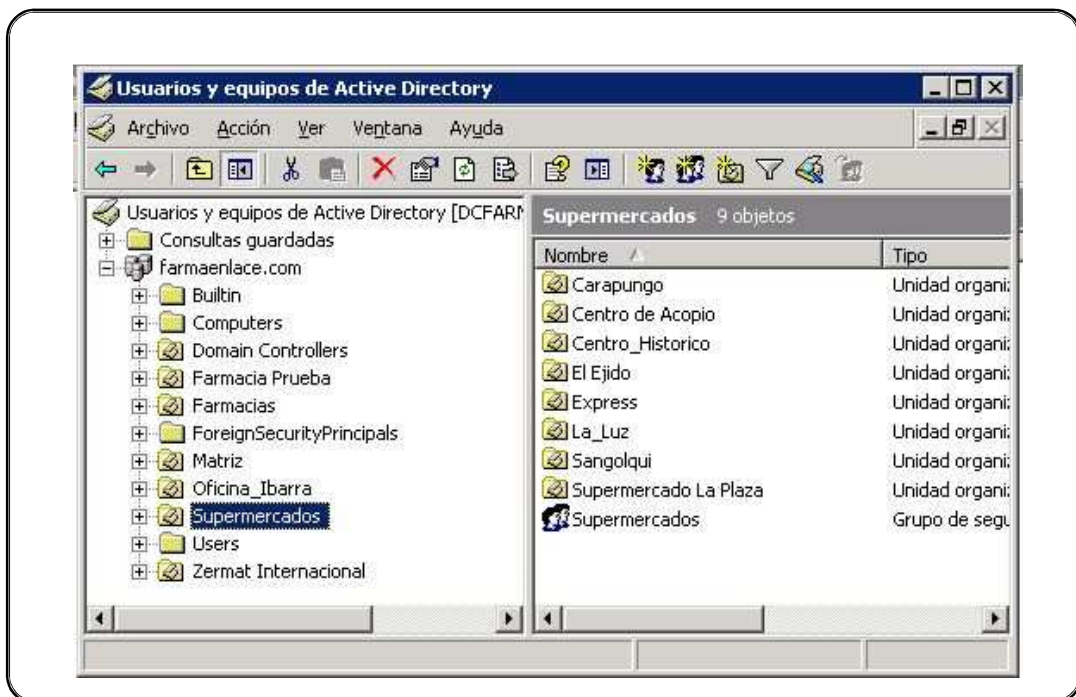 Usuarios y equipos de Active Directory
Archivo Acción Ver Ventana Ayuda
Usuarios y equipos de Active Directory [DCFARM
Consultas guardadas
farmaenlace.com
Builtin
Computers
Domain Controllers
Farmacia Prueba
Farmacias
ForeignSecurityPrincipals
Matriz
Oficina_Ibarra
Supermercados
Users
Zermat Internacional
Supermercados 9 objetos
Nombre Tipo
Carapungo Unidad organi
Centro de Acopio Unidad organi
Centro_Historico Unidad organi
El Ejido Unidad organi
Express Unidad organi
La_Luz Unidad organi
Sangolqui Unidad organi
Supermercado La Plaza Unidad organi
Supermercados Grupo de segu